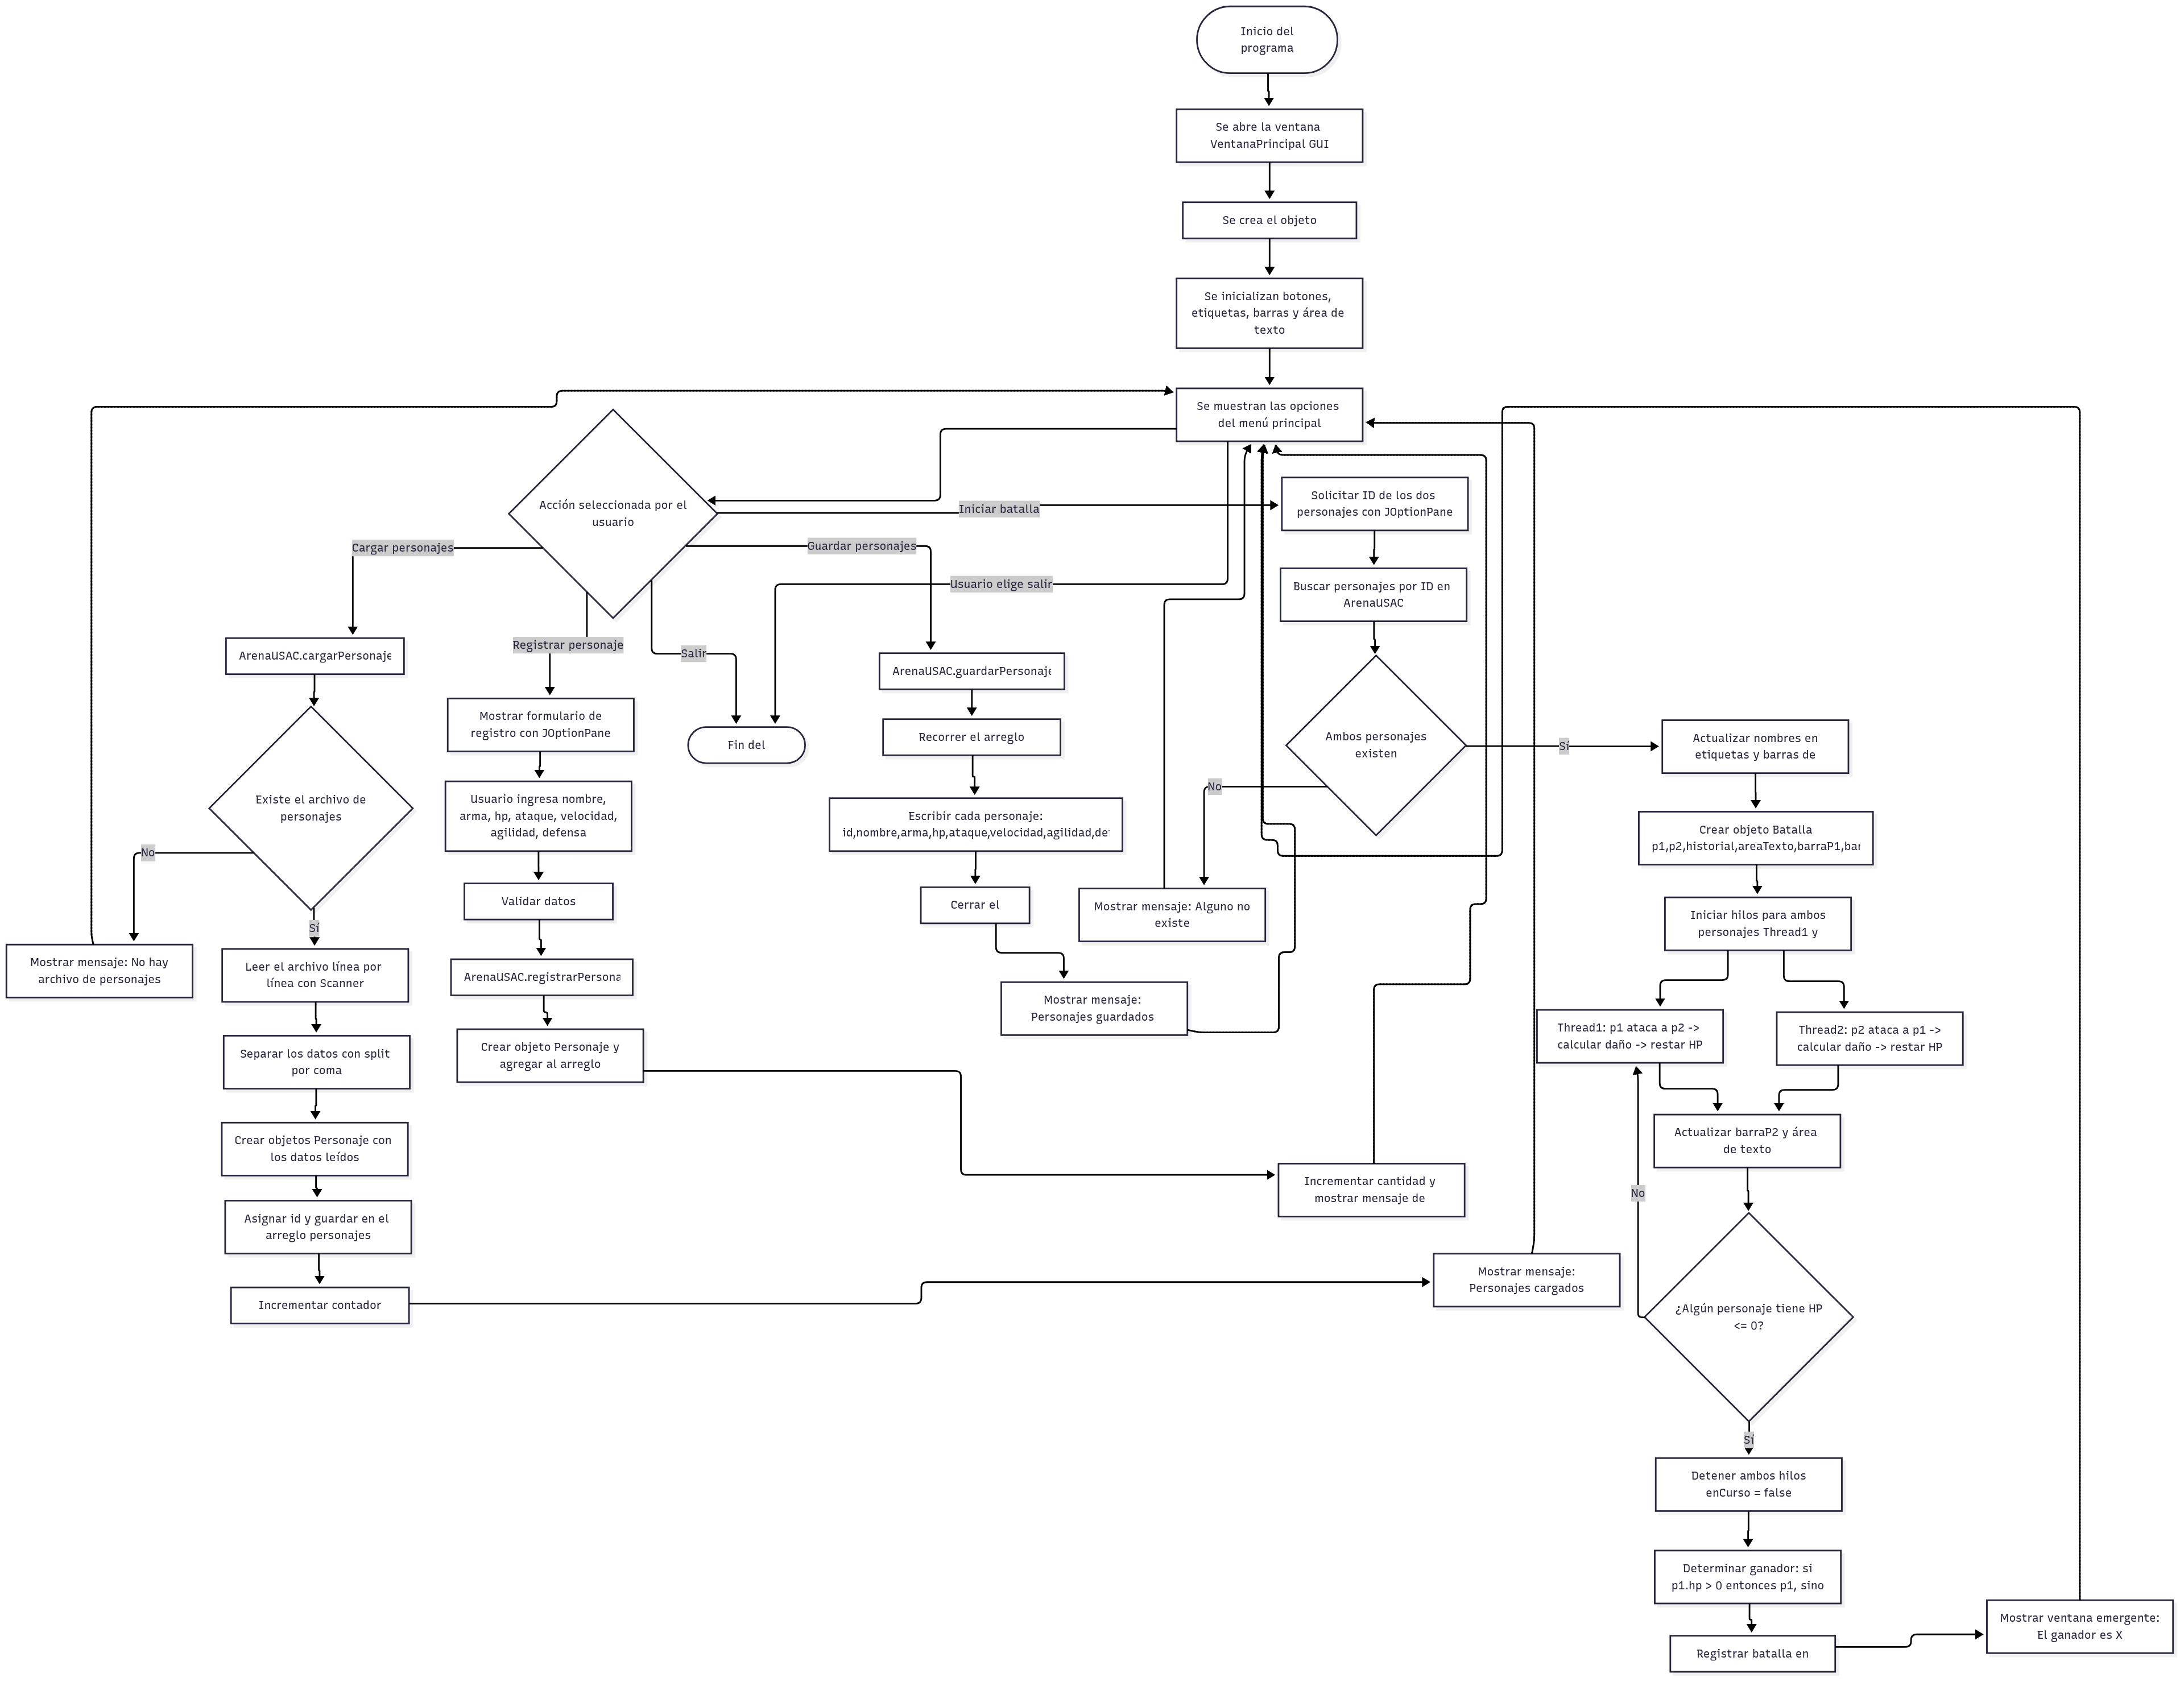 Inicio del
programa
Se abre la ventana
VentanaPrincipal GUI
Se crea el objeto
Se inicializan botones,
etiquetas, barras y área de
texto
Se muestran las opciones
del menú principal
Acción seleccionada por el
usuario
Iniciar batalla
Cargar personajes
Guardar personajes
Usuario elige salir
Registrar personaje
Salir
Solicitar ID de los dos
personajes con JOptionPane
Buscar personajes por ID en
ArenaUSAC
Ambos personajes
existen
Sí
No
ArenaUSAC.cargarPersonaje
Existe el archivo de
personajes
No
Sí
Mostrar mensaje: No hay
archivo de personajes
Leer el archivo línea por
línea con Scanner
Separar los datos con split
por coma
Crear objetos Personaje con
los datos leídos
Asignar id y guardar en el
arreglo personajes
Incrementar contador
Mostrar formulario de
registro con JOptionPane
Usuario ingresa nombre,
arma, hp, ataque, velocidad,
agilidad, defensa
Validar datos
ArenaUSAC.registrarPersona
Crear objeto Personaje y
agregar al arreglo
Fin del
ArenaUSAC.guardarPersonaje
Recorrer el arreglo
Escribir cada personaje:
id,nombre,arma,hp,ataque,velocidad,agilidad,de
Cerrar el
Mostrar mensaje:
Personajes guardados
Mostrar mensaje: Alguno no
existe
Incrementar cantidad y
mostrar mensaje de
Mostrar mensaje:
Personajes cargados
Actualizar nombres en
etiquetas y barras de
Crear objeto Batalla
p1,p2,historial,areaTexto,barraP1,bar
Iniciar hilos para ambos
personajes Thread1 y
Thread1: p1 ataca a p2 ->
calcular daño -> restar HP
Thread2: p2 ataca a p1 ->
calcular daño -> restar HP
Actualizar barraP2 y área
de texto
No
¿Algún personaje tiene HP
<= 0?
Sí
Detener ambos hilos
enCurso = false
Determinar ganador: si
p1.hp > 0 entonces p1, sino
Registrar batalla en
Mostrar ventana emergente:
El ganador es X